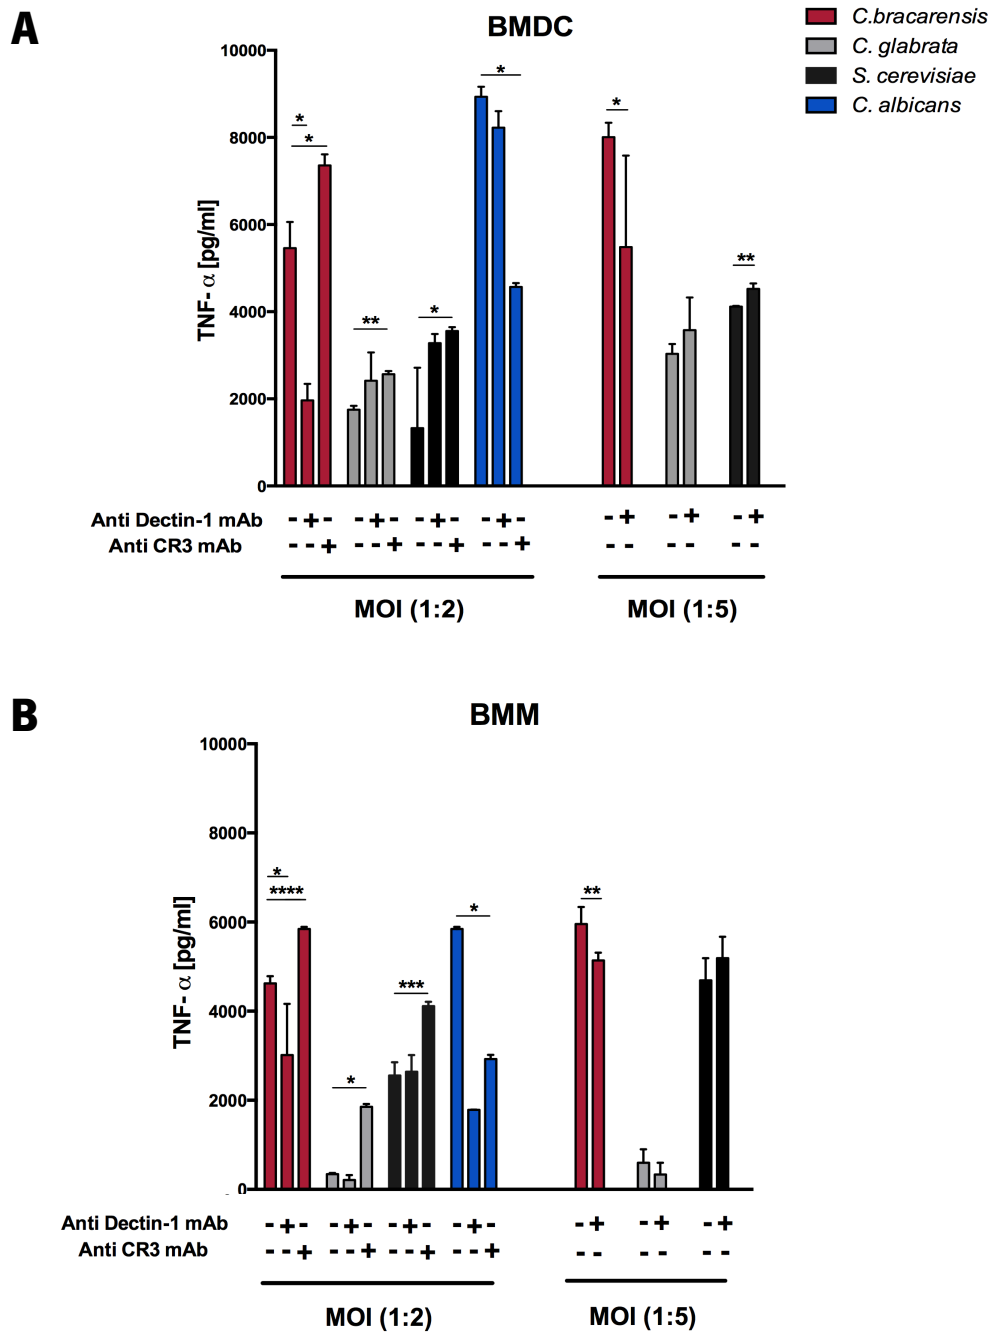 A
BMDC
C.bracarensis
C. glabrata
S. cerevisiae
C. albicans
TNF- α [pg/ml]
10000
8000
6000
4000
2000
0
*
*
**
*
*
*
**
Anti Dectin-1 mAb - + - - + - - + - - + - - + - + - +
Anti CR3 mAb - - + - - + - - + - - + - - - - - -
MOI (1:2) MOI (1:5)
B
BMM
TNF- α [pg/ml]
10000
8000
6000
4000
2000
0
*
****
*
***
*
**
Anti Dectin-1 mAb - + - - + - - + - - + - - + - + - +
Anti CR3 mAb - - + - - + - - + - - + - - - - - -
MOI (1:2) MOI (1:5)